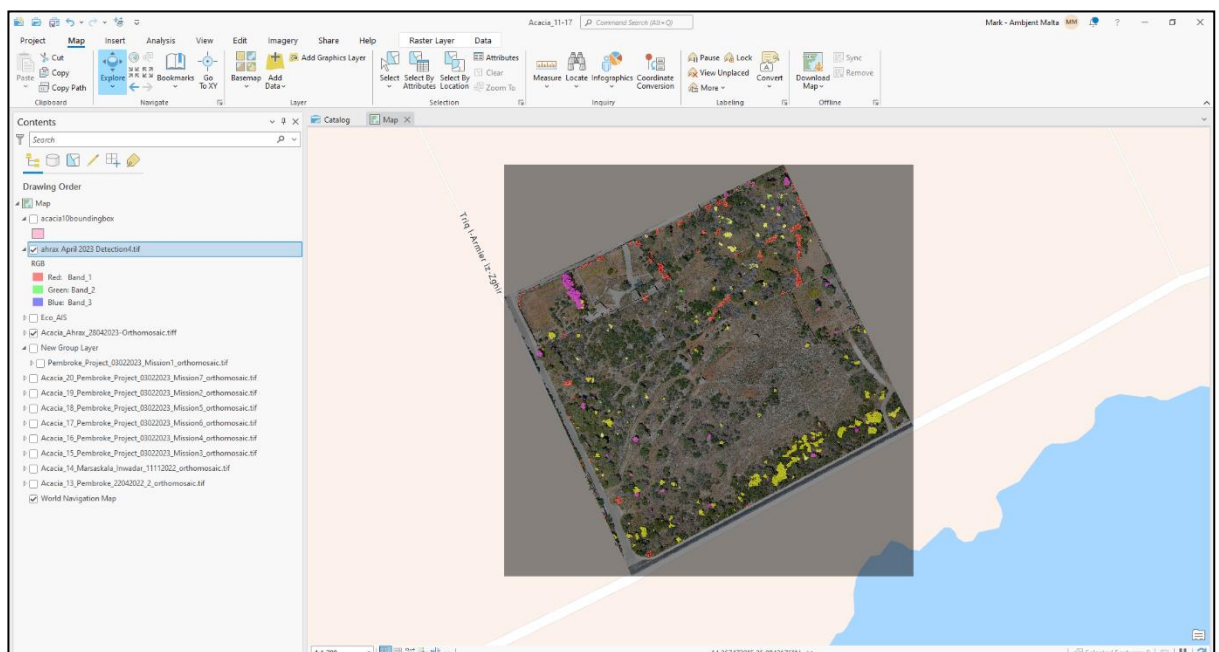 Acacia_11-17
Command Search (Alt+Q)
Mark - Ambjent Malta MM ?
Project Map Insert Analysis View Edit Imagery Share Help Raster Layer Data
Paste
Cut
Copy
Copy Path
Clipboard
Explore
Bookmarks
Go To XY
Navigate
Basemap
Add Data
Add Graphics Layer
Layer
Select
Select By Attributes
Select By Location
Attributes
Clear
Zoom To
Selection
Measure
Locate
Infographics
Coordinate Conversion
Inquiry
Pause
Lock
View Unplaced
More
Convert
Labeling
Download Map
Sync
Remove
Offline
Contents
Search
Drawing Order
Map
acacia10boundingbox
ahrax April 2023 Detection4.tif
RGB
Red: Band_1
Green: Band_2
Blue: Band_3
Eco_AIS
Acacia_Ahrax_28042023-Orthomosaic.tiff
New Group Layer
Pembroke_Project_03022023_Mission1_orthomosaic.tif
Acacia_20_Pembroke_Project_03022023_Mission7_orthomosaic.tif
Acacia_19_Pembroke_Project_03022023_Mission2_orthomosaic.tif
Acacia_18_Pembroke_Project_03022023_Mission5_orthomosaic.tif
Acacia_17_Pembroke_Project_03022023_Mission6_orthomosaic.tif
Acacia_16_Pembroke_Project_03022023_Mission4_orthomosaic.tif
Acacia_15_Pembroke_Project_03022023_Mission3_orthomosaic.tif
Acacia_14_Marsaskala_Inwadar_11112022_orthomosaic.tif
Acacia_13_Pembroke_22042022_2_orthomosaic.tif
World Navigation Map
Catalog
Map
Triq l-Armier iz-Zghir